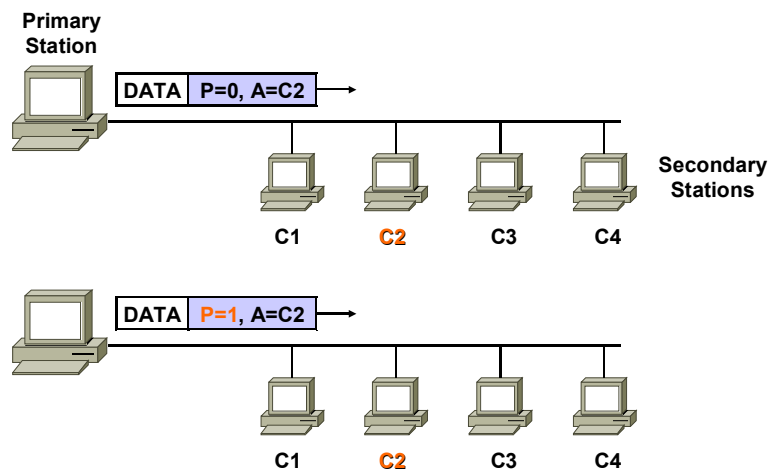 Primary
Station
DATA P=0, A=C2
Secondary
Stations
C1 C2 C3 C4
DATA P=1, A=C2
C1 C2 C3 C4